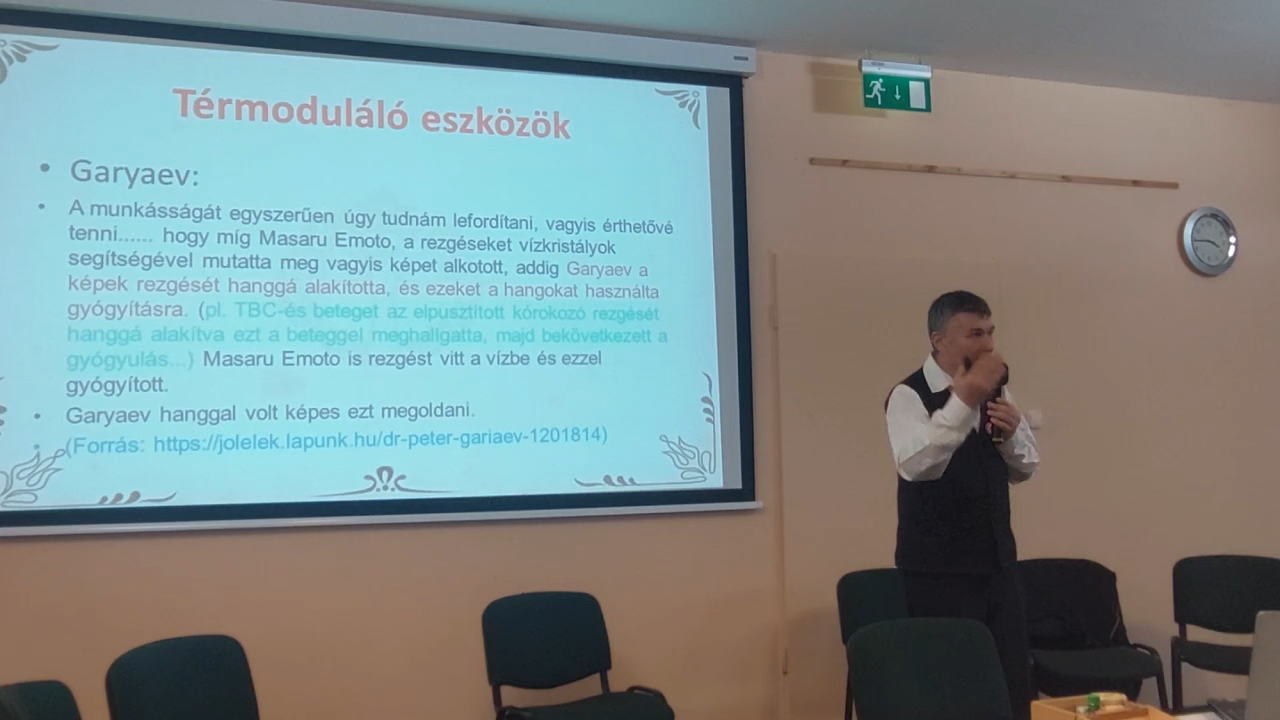 Térmoduláló eszközök
• Garyaev:
• A munkásságát egyszerűen úgy tudnám lefordítani, vagyis érthetővé
tenni...... hogy míg Masaru Emoto, a rezgéseket vízkristályok
segítségével mutatta meg vagyis képet alkotott, addig Garyaev a
képek rezgését hanggá alakította, és ezeket a hangokat használta
gyógyításra. (pl. TBC-és beteget az elpusztított kórokozó rezgését
hanggá alakítva ezt a beteggel meghallgatta, majd bekövetkezett a
gyógyulás...) Masaru Emoto is rezgést vitt a vízbe és ezzel
gyógyított.
• Garyaev hanggal volt képes ezt megoldani.
• (Forrás: https://jolelek.lapunk.hu/dr-peter-gariaev-1201814)